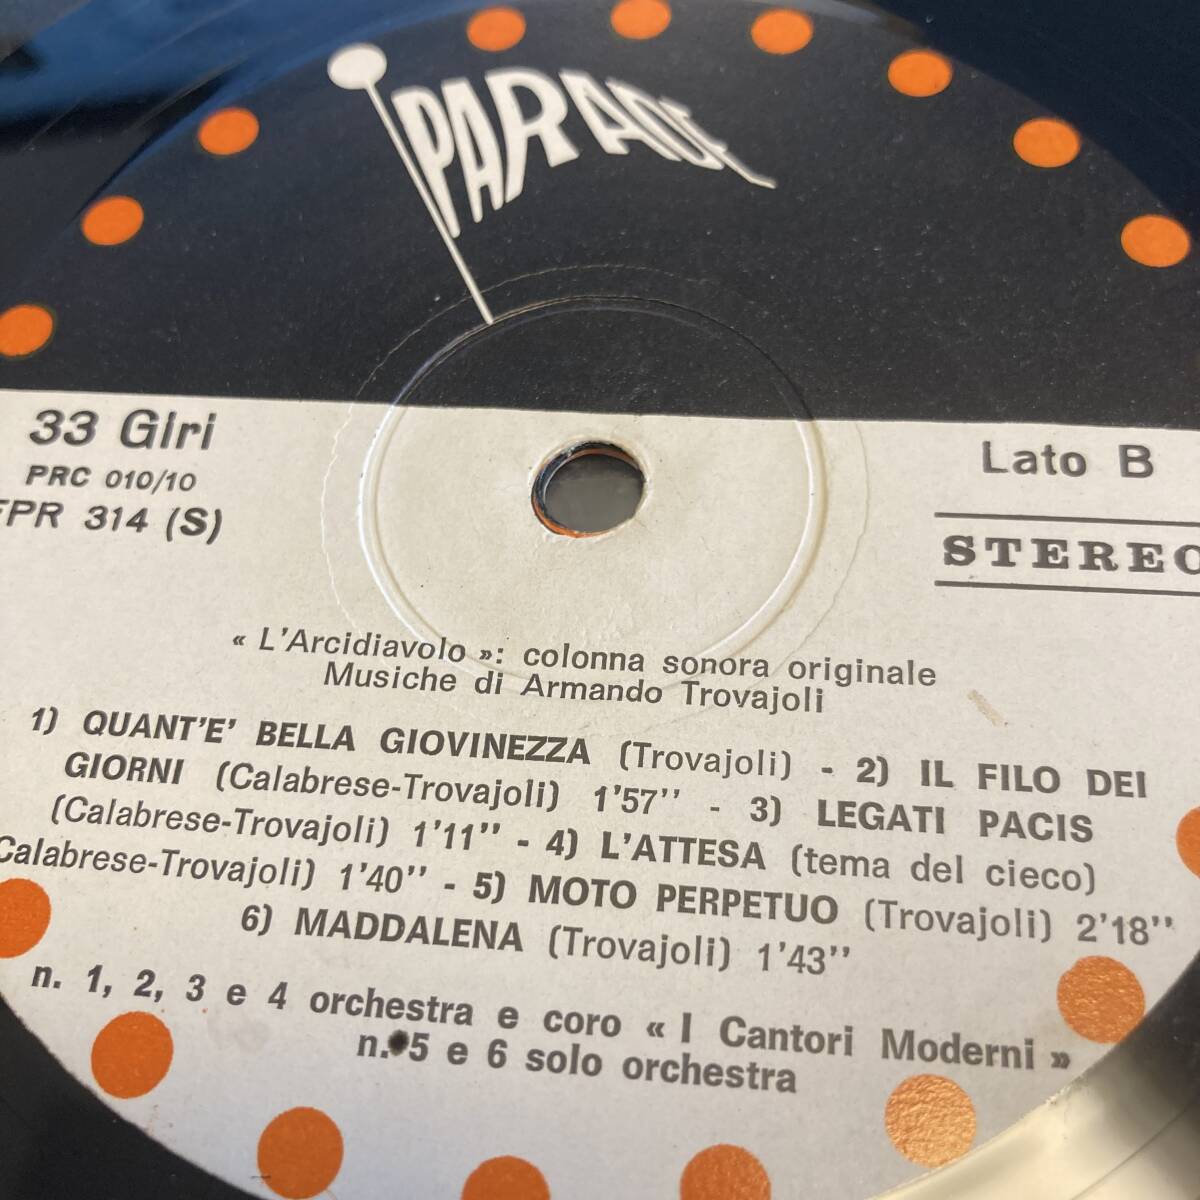 PARADE
33 Giri
PRC 010/10
FPR 314 (S)
Lato B
STEREO
« L'Arcidiavolo »: colonna sonora originale
Musiche di Armando Trovajoli
1) QUANT'E' BELLA GIOVINEZZA (Trovajoli) - 2) IL FILO DEI
GIORNI (Calabrese-Trovajoli) 1'57'' - 3) LEGATI PACIS
(Calabrese-Trovajoli) 1'11'' - 4) L'ATTESA (tema del cieco)
Calabrese-Trovajoli) 1'40'' - 5) MOTO PERPETUO (Trovajoli) 2'18''
6) MADDALENA (Trovajoli) 1'43''
n. 1, 2, 3 e 4 orchestra e coro « I Cantori Moderni »
n. 5 e 6 solo orchestra